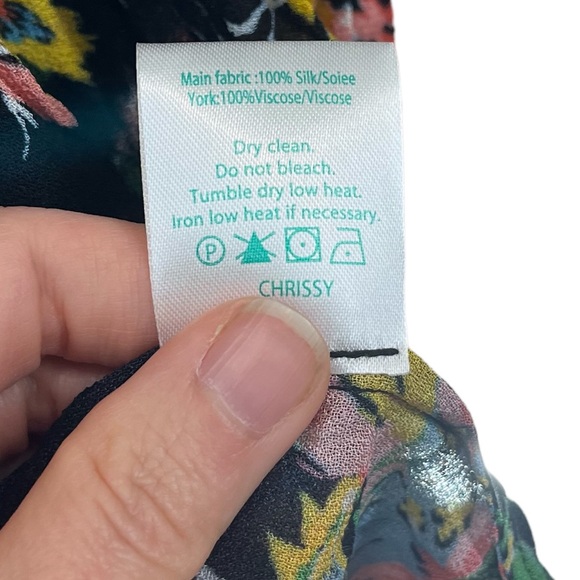 Main fabric :100% Silk/Soiee
York:100%Viscose/Viscose
Dry clean.
Do not bleach.
Tumble dry low heat.
Iron low heat if necessary.
P
CHRISSY